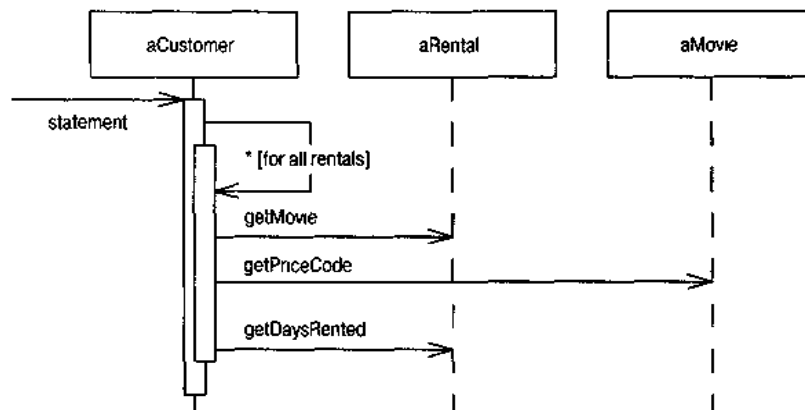 aCustomer
aRental
aMovie
statement
* [for all rentals]
getMovie
getPriceCode
getDaysRented